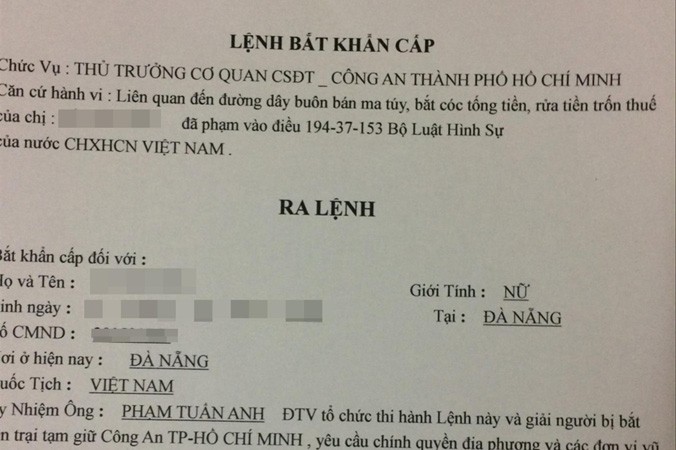 LỆNH BẮT KHẨN CẤP
Chức Vụ : THỦ TRƯỞNG CƠ QUAN CSĐT _ CÔNG AN THÀNH PHỐ HỒ CHÍ MINH
Căn cứ hành vi : Liên quan đến đường dây buôn bán ma túy, bắt cóc tống tiền, rửa tiền trốn thuế
của chị : đã phạm vào điều 194-37-153 Bộ Luật Hình Sự
của nước CHXHCN VIỆT NAM .
RA LỆNH
Bắt khẩn cấp đối với :
Họ và Tên : Giới Tính : NỮ
inh ngày : Tại : ĐÀ NẴNG
ố CMND :
ơi ở hiện nay : ĐÀ NẴNG
uốc Tịch : VIỆT NAM
y Nhiệm Ông : PHẠM TUẤN ANH ĐTV tổ chức thi hành Lệnh này và giải người bị bắt
n trại tạm giữ Công An TP-HỒ CHÍ MINH , yêu cầu chính quyền địa phương và các đơn vị vũ